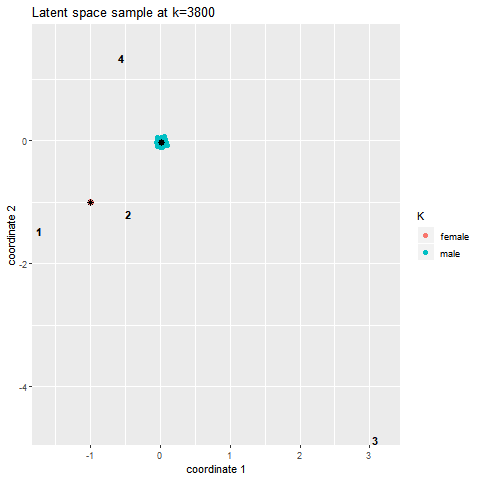 Latent space sample at k=3800
4
0
2
1
-2
-4
3
-1
0
1
2
3
coordinate 1
coordinate 2
K
female
male